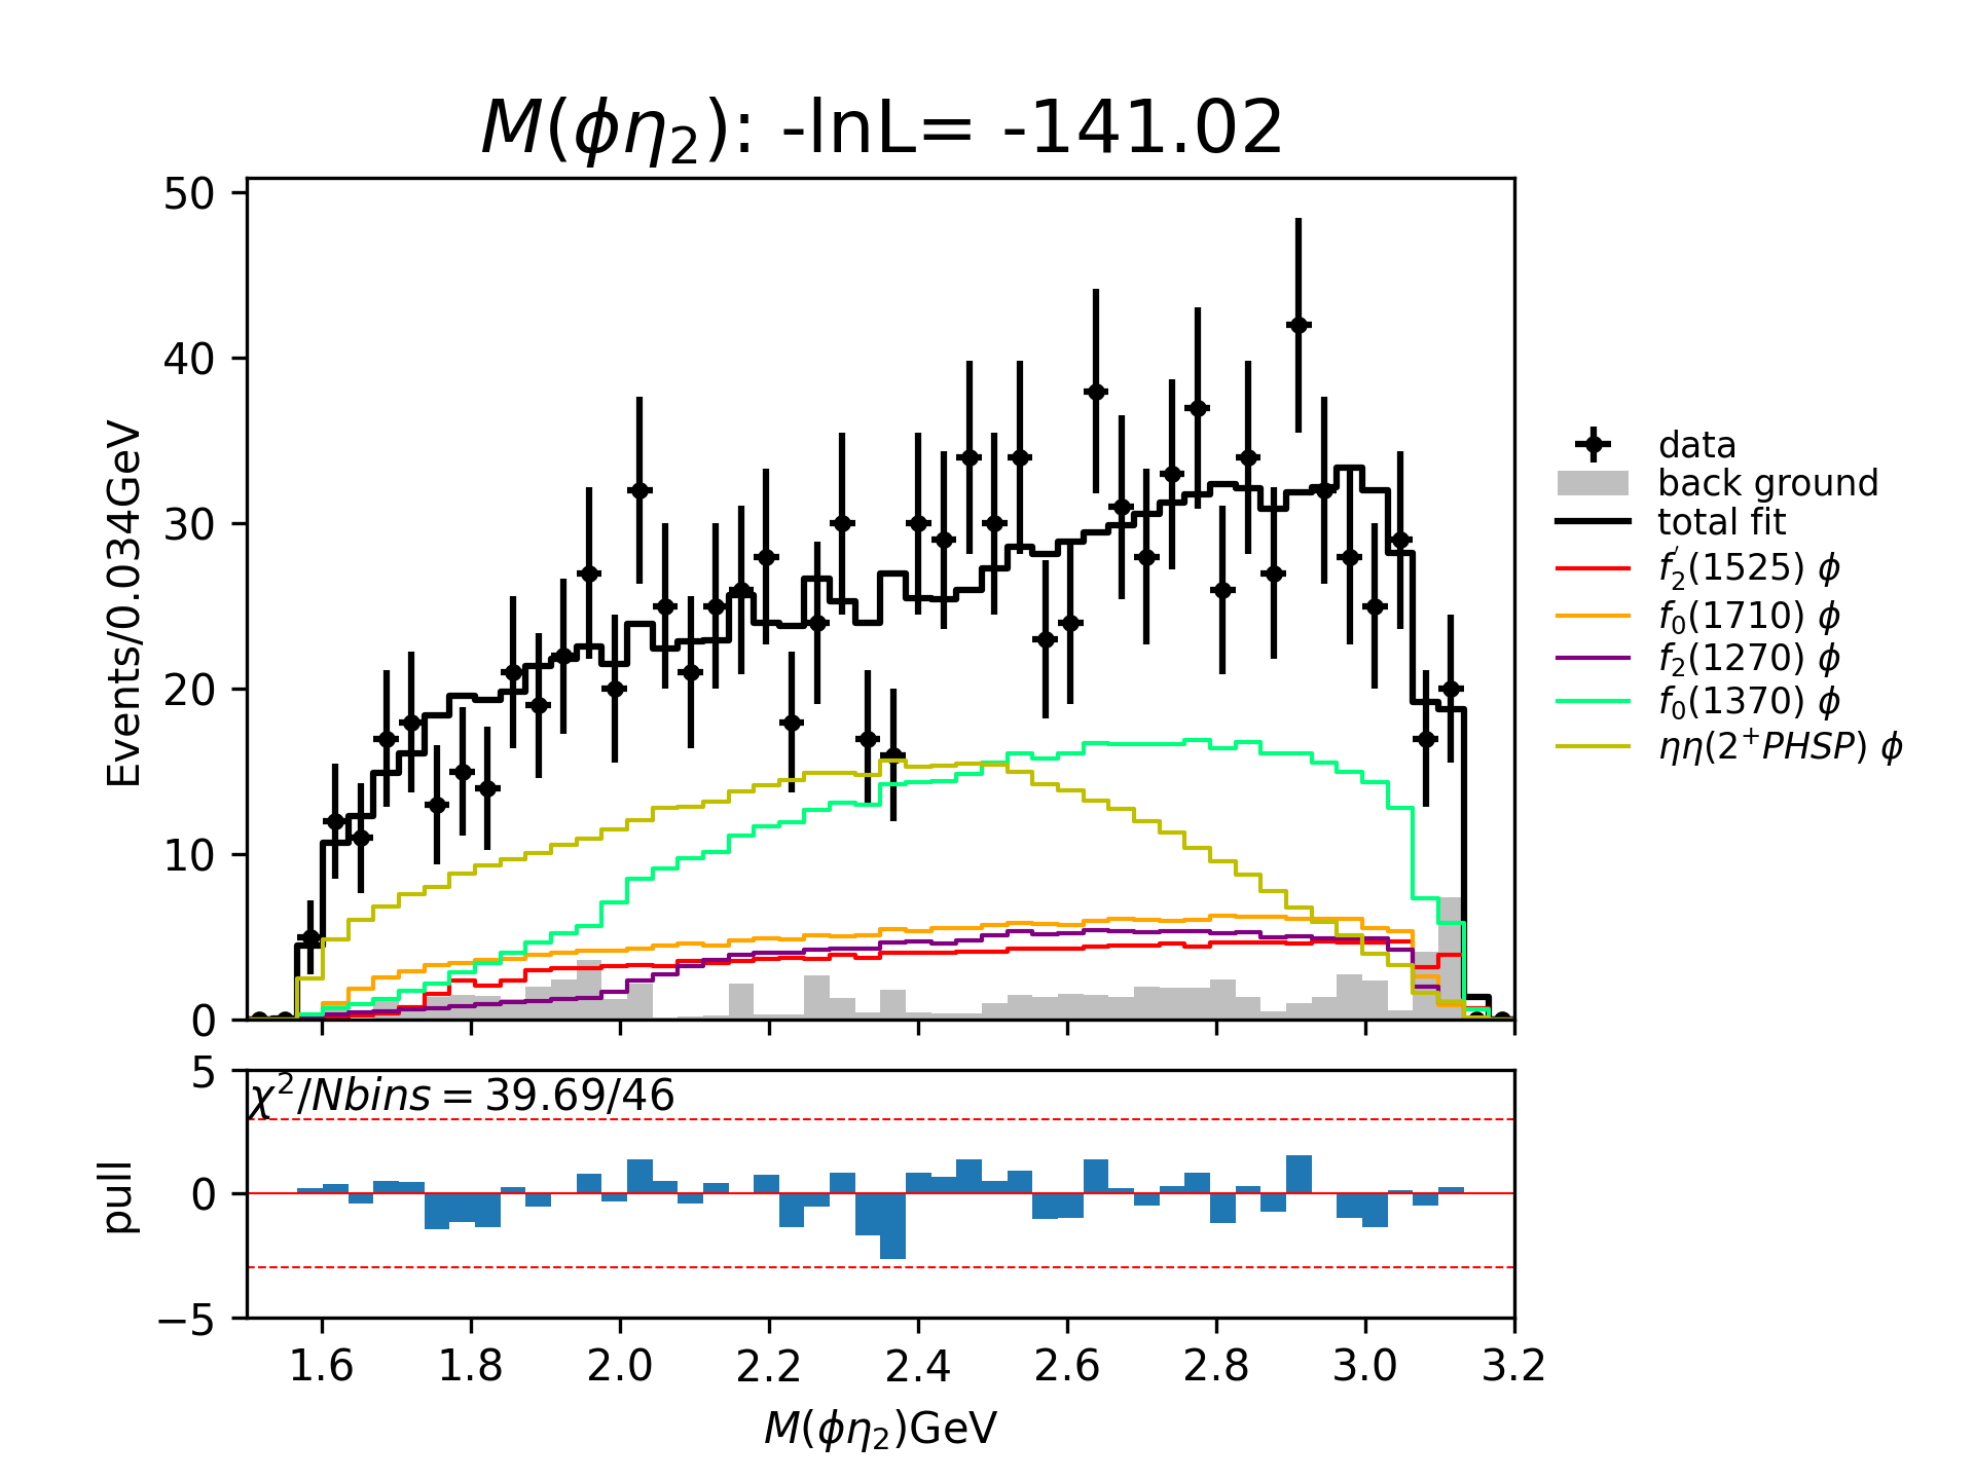 M(ϕη₂): -lnL= -141.02
50
40
30
20
10
0
Events/0.034GeV
data
back ground
total fit
f₂′(1525) ϕ
f₀(1710) ϕ
f₂(1270) ϕ
f₀(1370) ϕ
ηη(2⁺PHSP) ϕ
χ²/Nbins = 39.69/46
5
0
−5
pull
1.6 1.8 2.0 2.2 2.4 2.6 2.8 3.0 3.2
M(ϕη₂)GeV